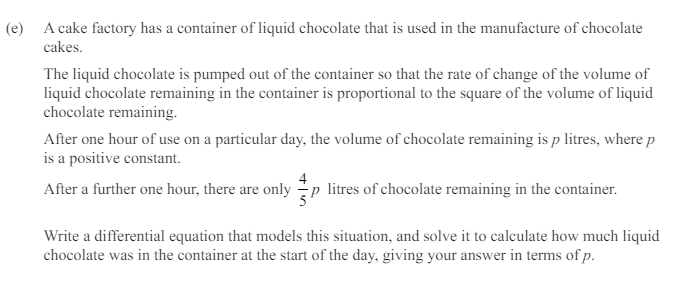 (e) A cake factory has a container of liquid chocolate that is used in the manufacture of chocolate
cakes.
The liquid chocolate is pumped out of the container so that the rate of change of the volume of
liquid chocolate remaining in the container is proportional to the square of the volume of liquid
chocolate remaining.
After one hour of use on a particular day, the volume of chocolate remaining is p litres, where p
is a positive constant.
After a further one hour, there are only 4/5 p litres of chocolate remaining in the container.
Write a differential equation that models this situation, and solve it to calculate how much liquid
chocolate was in the container at the start of the day, giving your answer in terms of p.